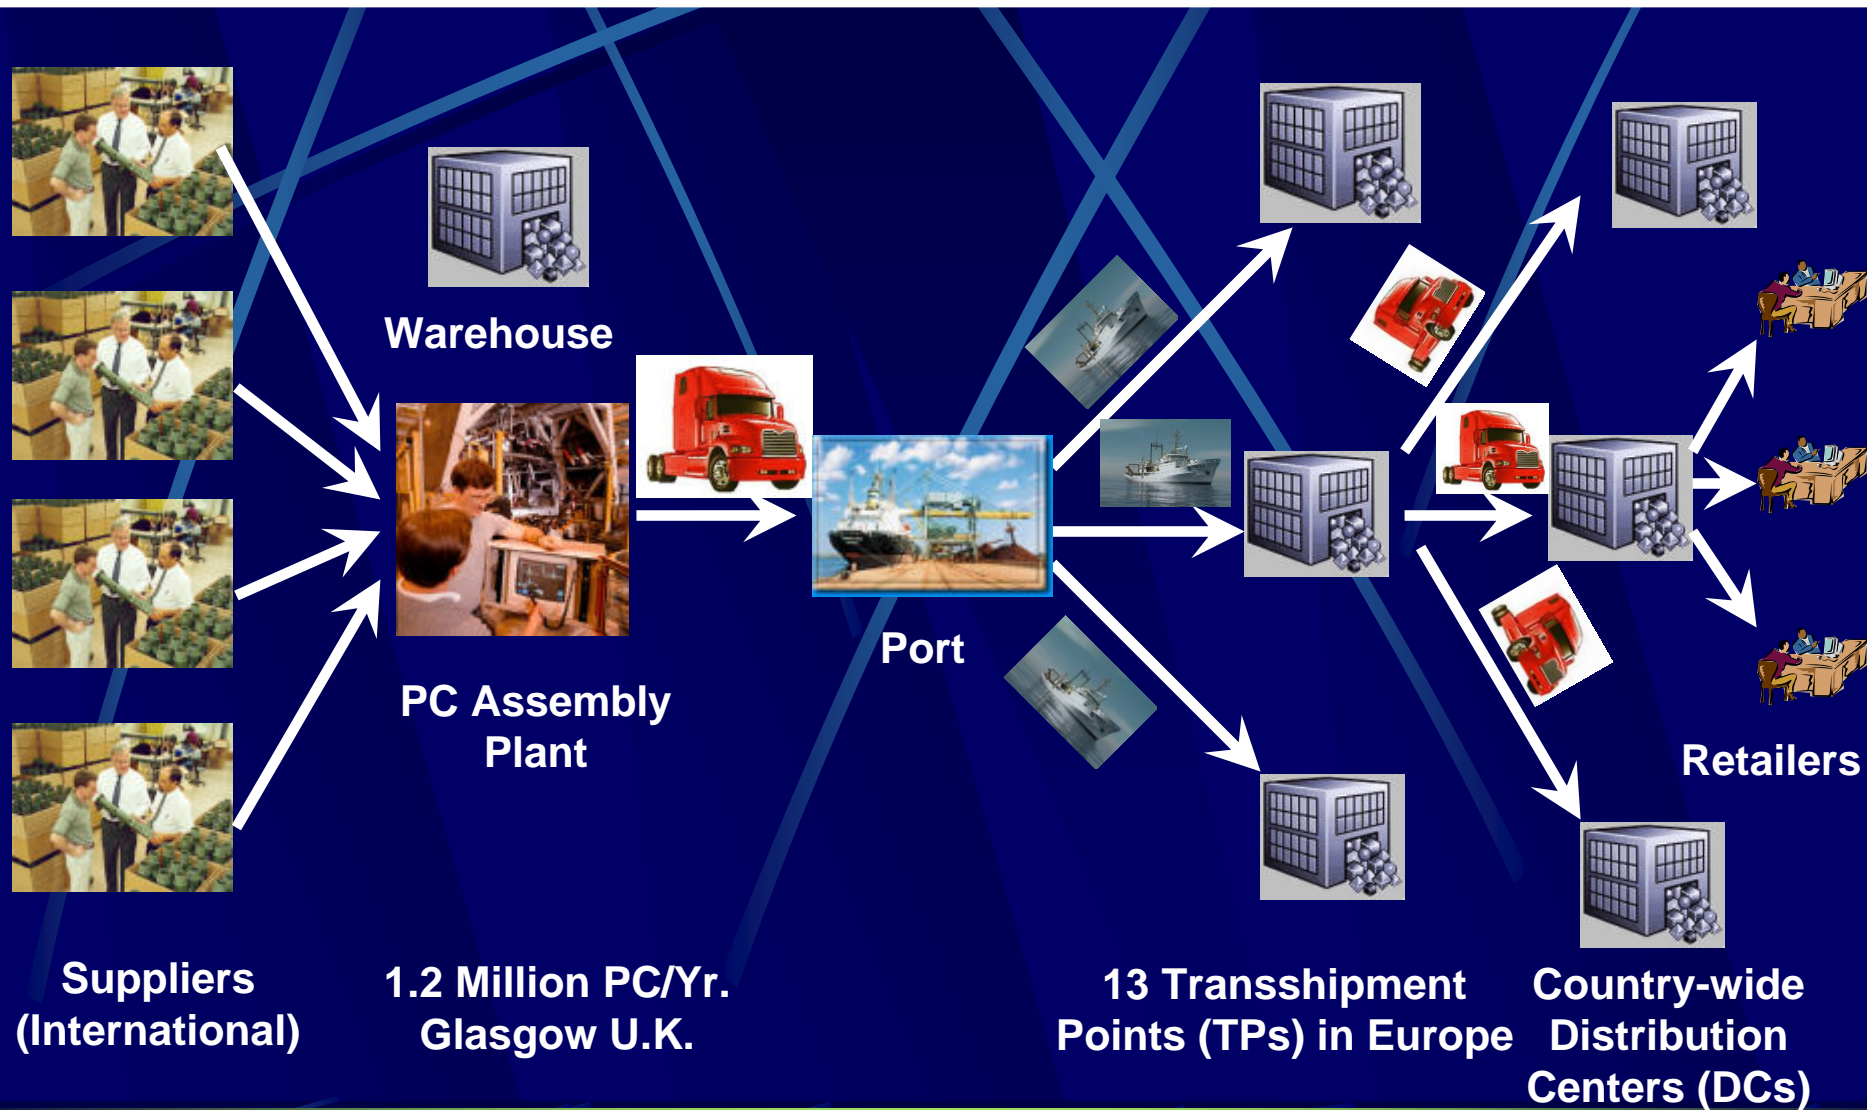 Warehouse
PC Assembly
Plant
Port
Retailers
Suppliers
(International)
1.2 Million PC/Yr.
Glasgow U.K.
13 Transshipment
Points (TPs) in Europe
Country-wide
Distribution
Centers (DCs)